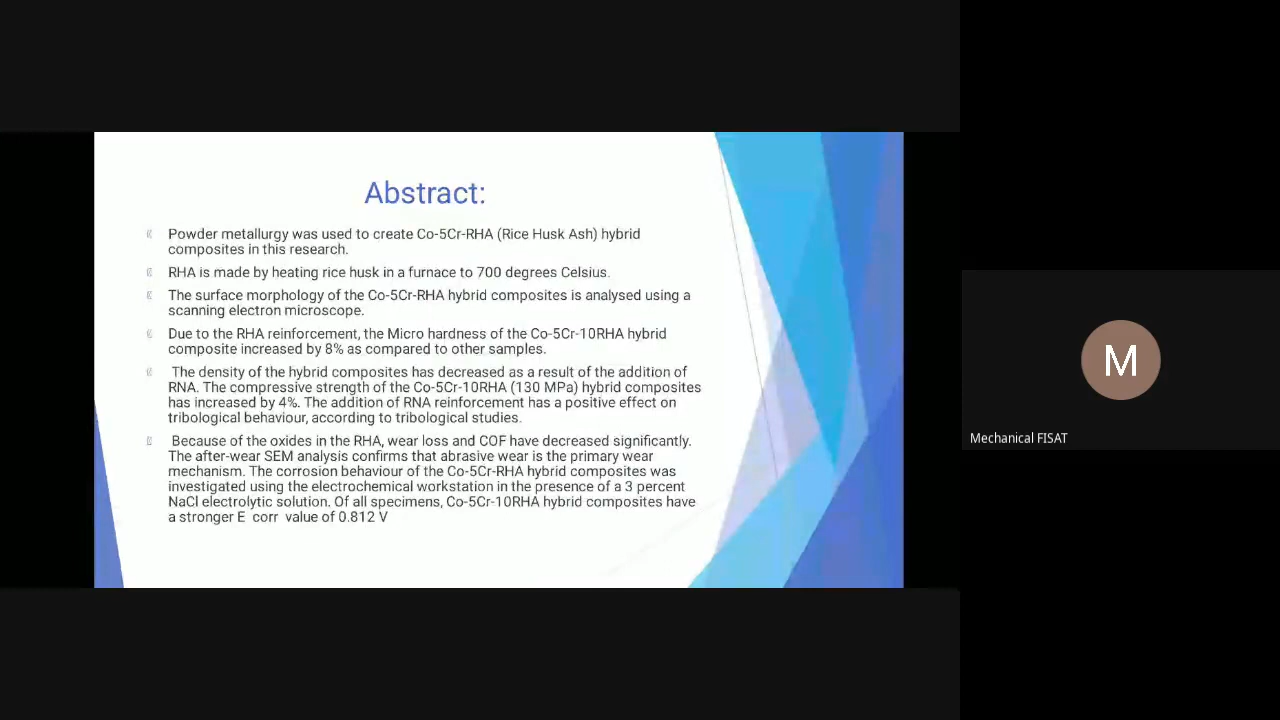 Abstract:
Powder metallurgy was used to create Co-5Cr-RHA (Rice Husk Ash) hybrid
composites in this research.
RHA is made by heating rice husk in a furnace to 700 degrees Celsius.
The surface morphology of the Co-5Cr-RHA hybrid composites is analysed using a
scanning electron microscope.
Due to the RHA reinforcement, the Micro hardness of the Co-5Cr-10RHA hybrid
composite increased by 8% as compared to other samples.
The density of the hybrid composites has decreased as a result of the addition of
RNA. The compressive strength of the Co-5Cr-10RHA (130 MPa) hybrid composites
has increased by 4%. The addition of RNA reinforcement has a positive effect on
tribological behaviour, according to tribological studies.
Because of the oxides in the RHA, wear loss and COF have decreased significantly.
The after-wear SEM analysis confirms that abrasive wear is the primary wear
mechanism. The corrosion behaviour of the Co-5Cr-RHA hybrid composites was
investigated using the electrochemical workstation in the presence of a 3 percent
NaCl electrolytic solution. Of all specimens, Co-5Cr-10RHA hybrid composites have
a stronger E corr value of 0.812 V
M
Mechanical FISAT